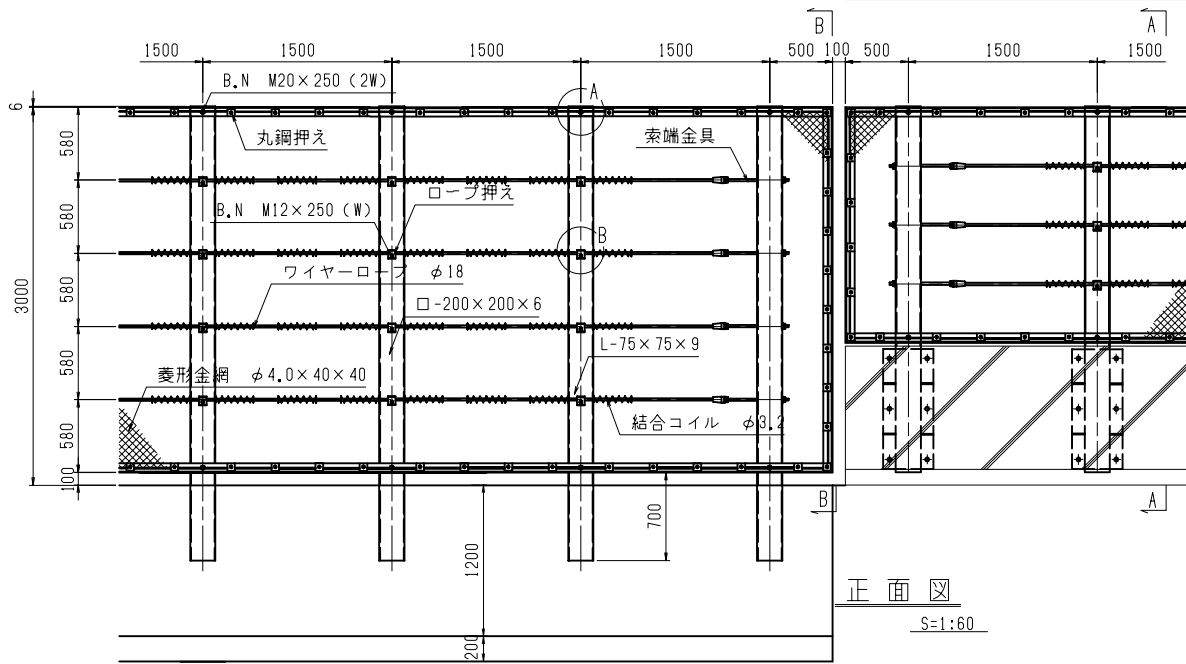 B
A
1500
1500
1500
1500
500
100
500
1500
1500
B.N M20×250 (2W)
A
6
丸鋼押え
索端金具
580
ロープ押え
B.N M12×250 (W)
580
B
ワイヤーロープ φ18
3000
580
□-200×200×6
L-75×75×9
580
菱形金網 φ4.0×40×40
結合コイル φ3.2
580
100
B
A
700
1200
正面図
S=1:60
200